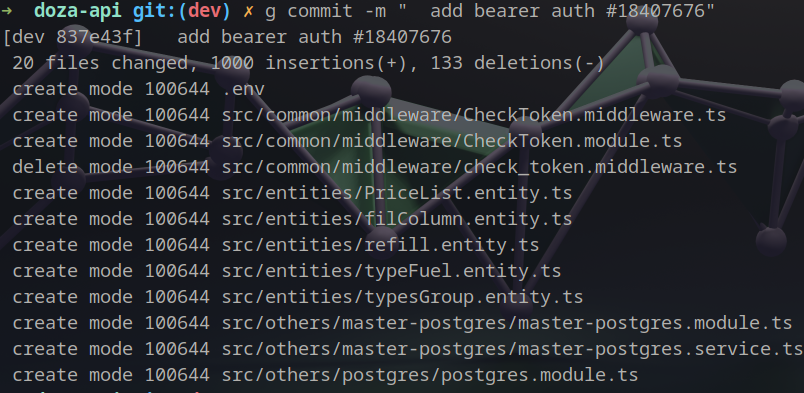 →  doza-api git:(dev) ✗ g commit -m "  add bearer auth #18407676"
[dev 837e43f]   add bearer auth #18407676
 20 files changed, 1000 insertions(+), 133 deletions(-)
 create mode 100644 .env
 create mode 100644 src/common/middleware/CheckToken.middleware.ts
 create mode 100644 src/common/middleware/CheckToken.module.ts
 delete mode 100644 src/common/middleware/check_token.middleware.ts
 create mode 100644 src/entities/PriceList.entity.ts
 create mode 100644 src/entities/filColumn.entity.ts
 create mode 100644 src/entities/refill.entity.ts
 create mode 100644 src/entities/typeFuel.entity.ts
 create mode 100644 src/entities/typesGroup.entity.ts
 create mode 100644 src/others/master-postgres/master-postgres.module.ts
 create mode 100644 src/others/master-postgres/master-postgres.service.ts
 create mode 100644 src/others/postgres/postgres.module.ts